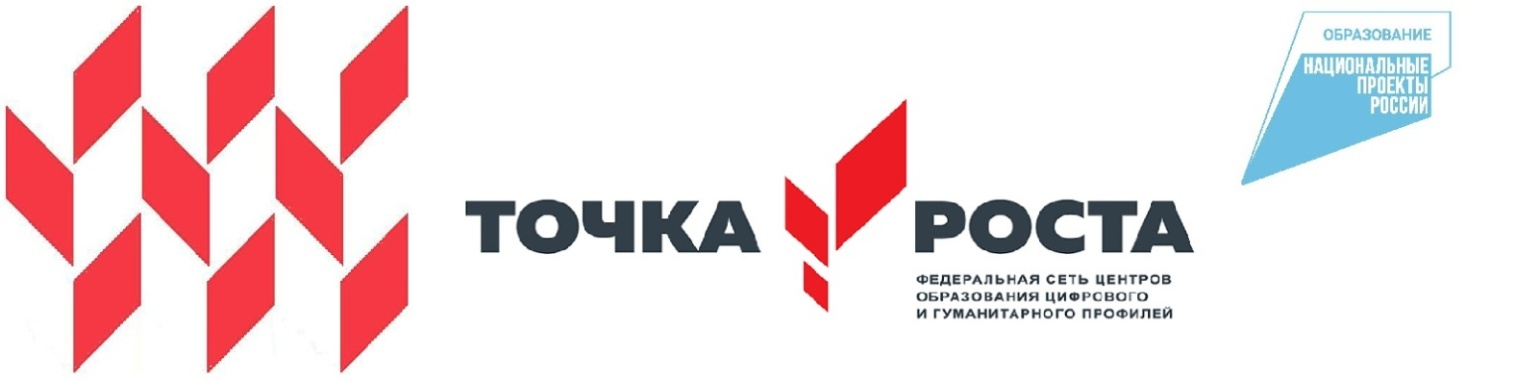 ТОЧКА РОСТА
ФЕДЕРАЛЬНАЯ СЕТЬ ЦЕНТРОВ
ОБРАЗОВАНИЯ ЦИФРОВОГО
И ГУМАНИТАРНОГО ПРОФИЛЕЙ
ОБРАЗОВАНИЕ
НАЦИОНАЛЬНЫЕ
ПРОЕКТЫ
РОССИИ